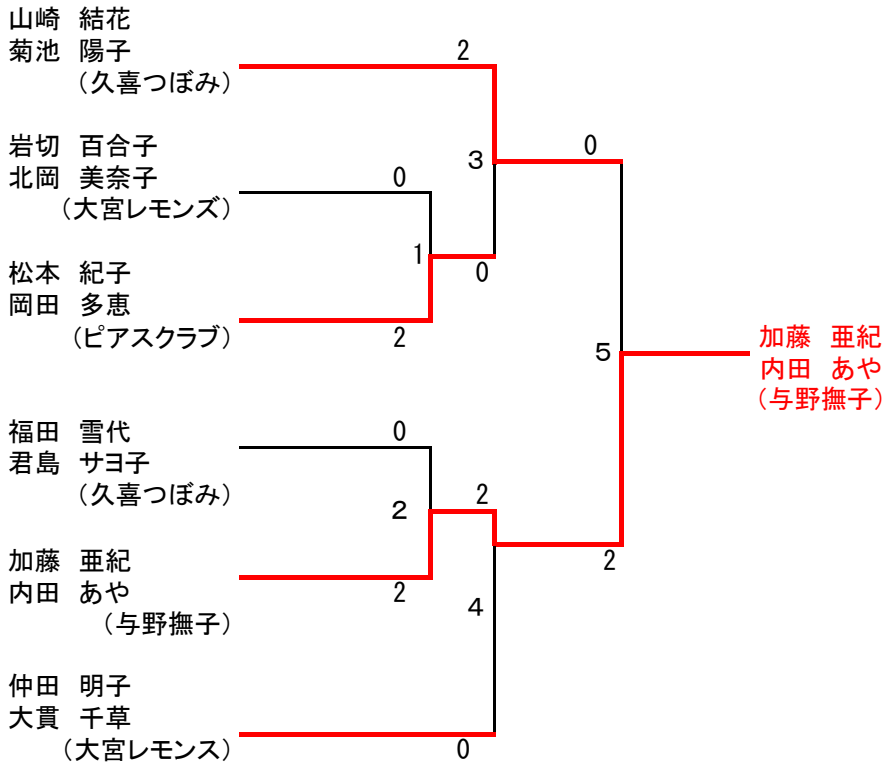 山崎 結花
菊池 陽子
(久喜つぼみ)
2
岩切 百合子
北岡 美奈子
(大宮レモンズ)
0
3
0
1
0
松本 紀子
岡田 多恵
(ピアスクラブ)
2
5
加藤 亜紀
内田 あや
(与野撫子)
福田 雪代
君島 サヨ子
(久喜つぼみ)
0
2
2
加藤 亜紀
内田 あや
(与野撫子)
2
2
4
仲田 明子
大貫 千草
(大宮レモンス)
0